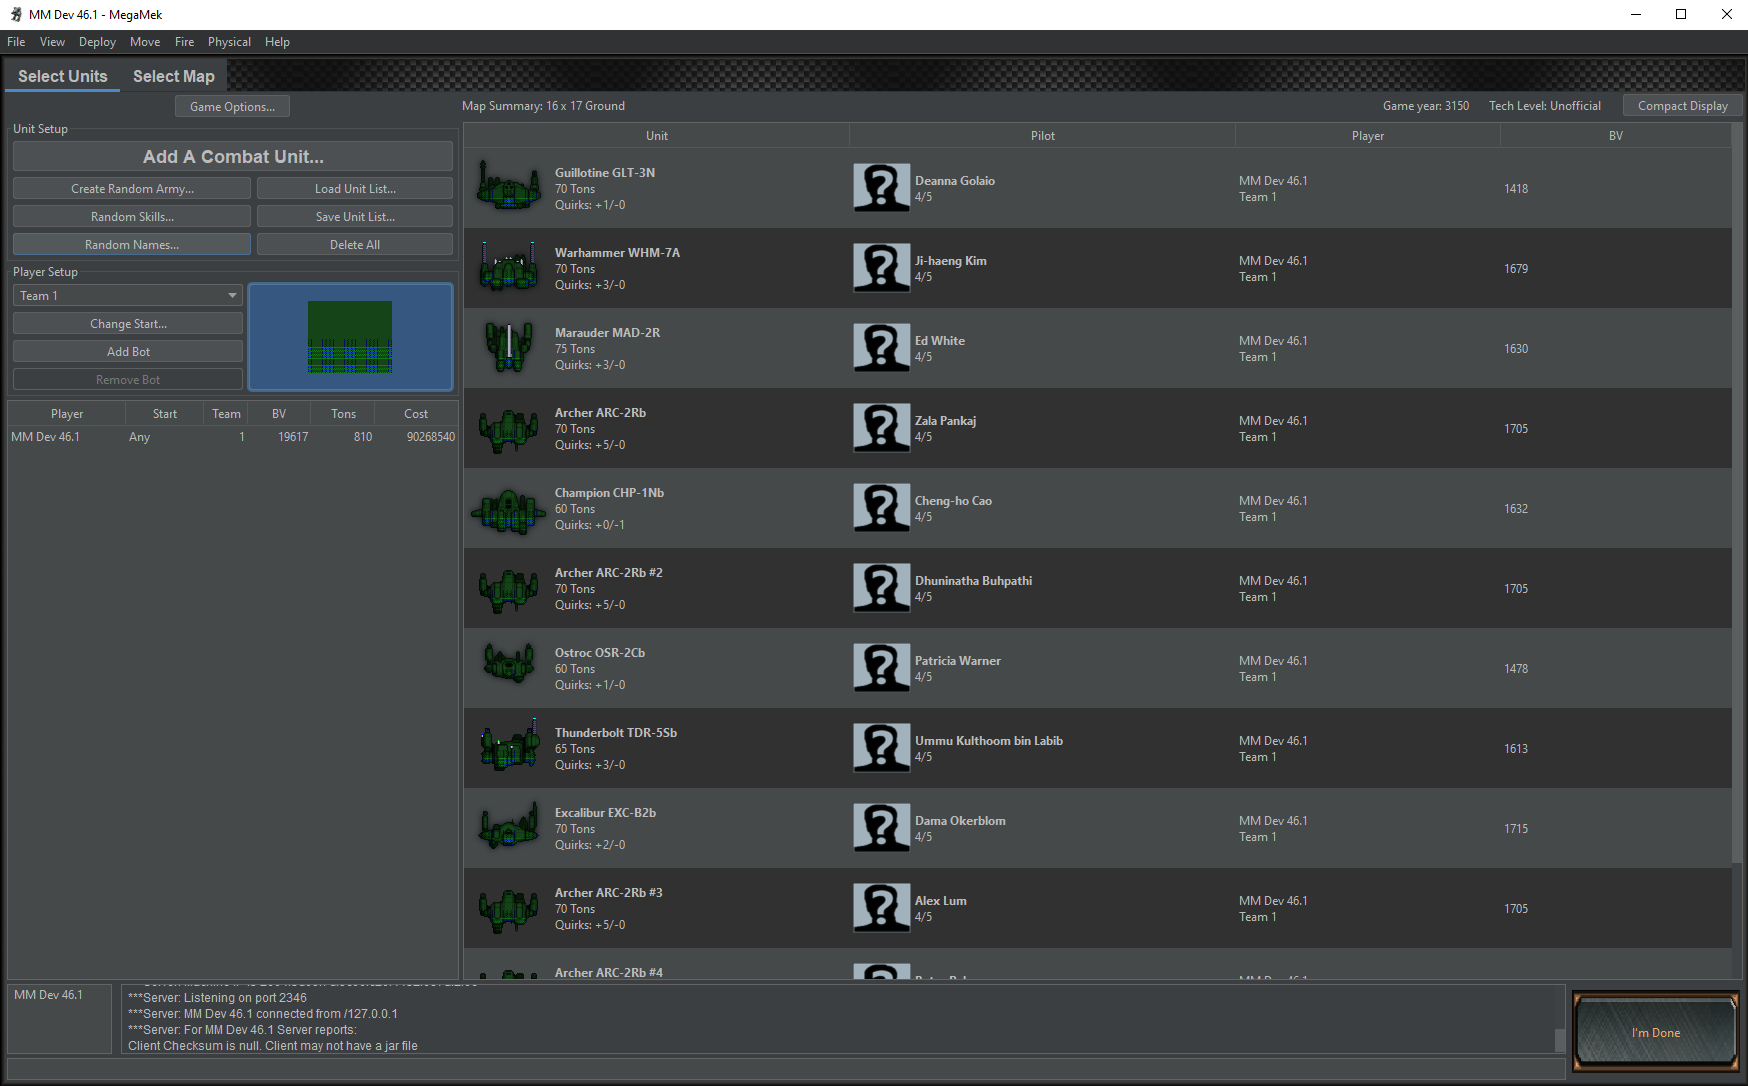 MM Dev 46.1 - MegaMek
File View Deploy Move Fire Physical Help
Select Units Select Map
Game Options...
Map Summary: 16 x 17 Ground
Game year: 3150 Tech Level: Unofficial Compact Display
Unit Setup
Add A Combat Unit...
Create Random Army... Load Unit List...
Random Skills... Save Unit List...
Random Names... Delete All
Player Setup
Team 1
Change Start...
Add Bot
Remove Bot
Player Start Team BV Tons Cost
MM Dev 46.1 Any 1 19617 810 90268540
Unit Pilot Player BV
Guillotine GLT-3N
70 Tons
Quirks: +1/-0
Deanna Golaio
4/5
MM Dev 46.1
Team 1
1418
Warhammer WHM-7A
70 Tons
Quirks: +3/-0
Ji-haeng Kim
4/5
MM Dev 46.1
Team 1
1679
Marauder MAD-2R
75 Tons
Quirks: +3/-0
Ed White
4/5
MM Dev 46.1
Team 1
1630
Archer ARC-2Rb
70 Tons
Quirks: +5/-0
Zala Pankaj
4/5
MM Dev 46.1
Team 1
1705
Champion CHP-1Nb
60 Tons
Quirks: +0/-1
Cheng-ho Cao
4/5
MM Dev 46.1
Team 1
1632
Archer ARC-2Rb #2
70 Tons
Quirks: +5/-0
Dhuninatha Buhpathi
4/5
MM Dev 46.1
Team 1
1705
Ostroc OSR-2Cb
60 Tons
Quirks: +1/-0
Patricia Warner
4/5
MM Dev 46.1
Team 1
1478
Thunderbolt TDR-5Sb
65 Tons
Quirks: +3/-0
Ummu Kulthoom bin Labib
4/5
MM Dev 46.1
Team 1
1613
Excalibur EXC-B2b
70 Tons
Quirks: +2/-0
Dama Okerblom
4/5
MM Dev 46.1
Team 1
1715
Archer ARC-2Rb #3
70 Tons
Quirks: +5/-0
Alex Lum
4/5
MM Dev 46.1
Team 1
1705
Archer ARC-2Rb #4
MM Dev 46.1
MM Dev 46.1
***Server: Listening on port 2346
***Server: MM Dev 46.1 connected from /127.0.0.1
***Server: For MM Dev 46.1 Server reports:
Client Checksum is null. Client may not have a jar file
I'm Done